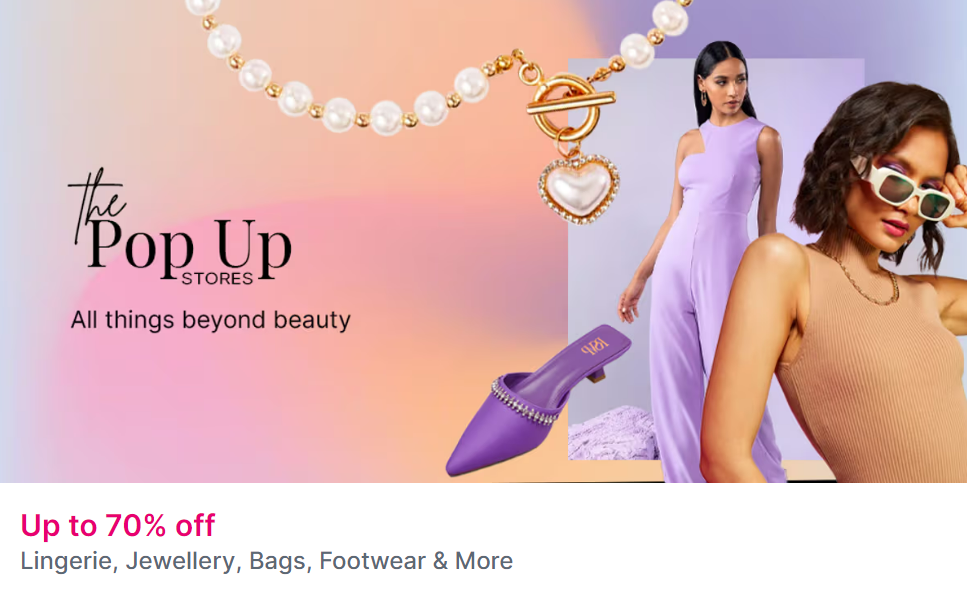 the
Pop Up
STORES
All things beyond beauty
Up to 70% off
Lingerie, Jewellery, Bags, Footwear & More